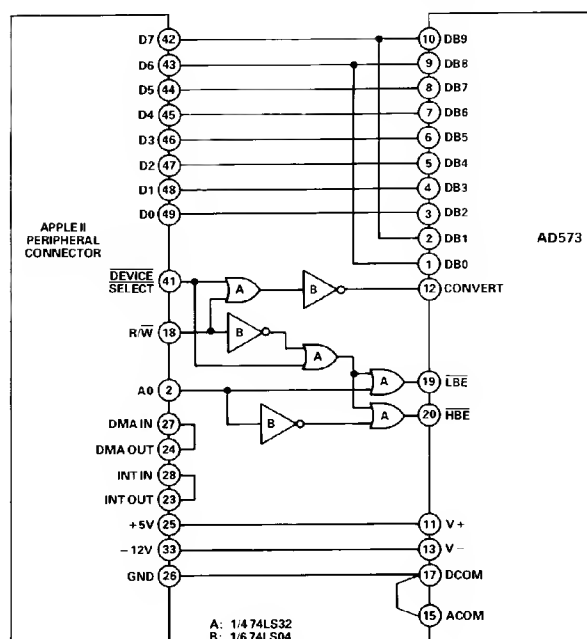 D7 42 10 DB9
D6 43 9 DB8
D5 44 8 DB7
D4 45 7 DB6
D3 46 6 DB5
D2 47 5 DB4
D1 48 4 DB3
D0 49 3 DB2
2 DB1
1 DB0
APPLE II
PERIPHERAL
CONNECTOR
AD573
DEVICE
SELECT 41 A B 12 CONVERT
R/W 18 B A
A0 2 A 19 LBE
B A 20 HBE
DMA IN 27
DMA OUT 24
INT IN 28
INT OUT 23
+5V 25 11 V+
−12V 33 13 V−
GND 26 17 DCOM
15 ACOM
A: 1/4 74LS32
B: 1/6 74LS04